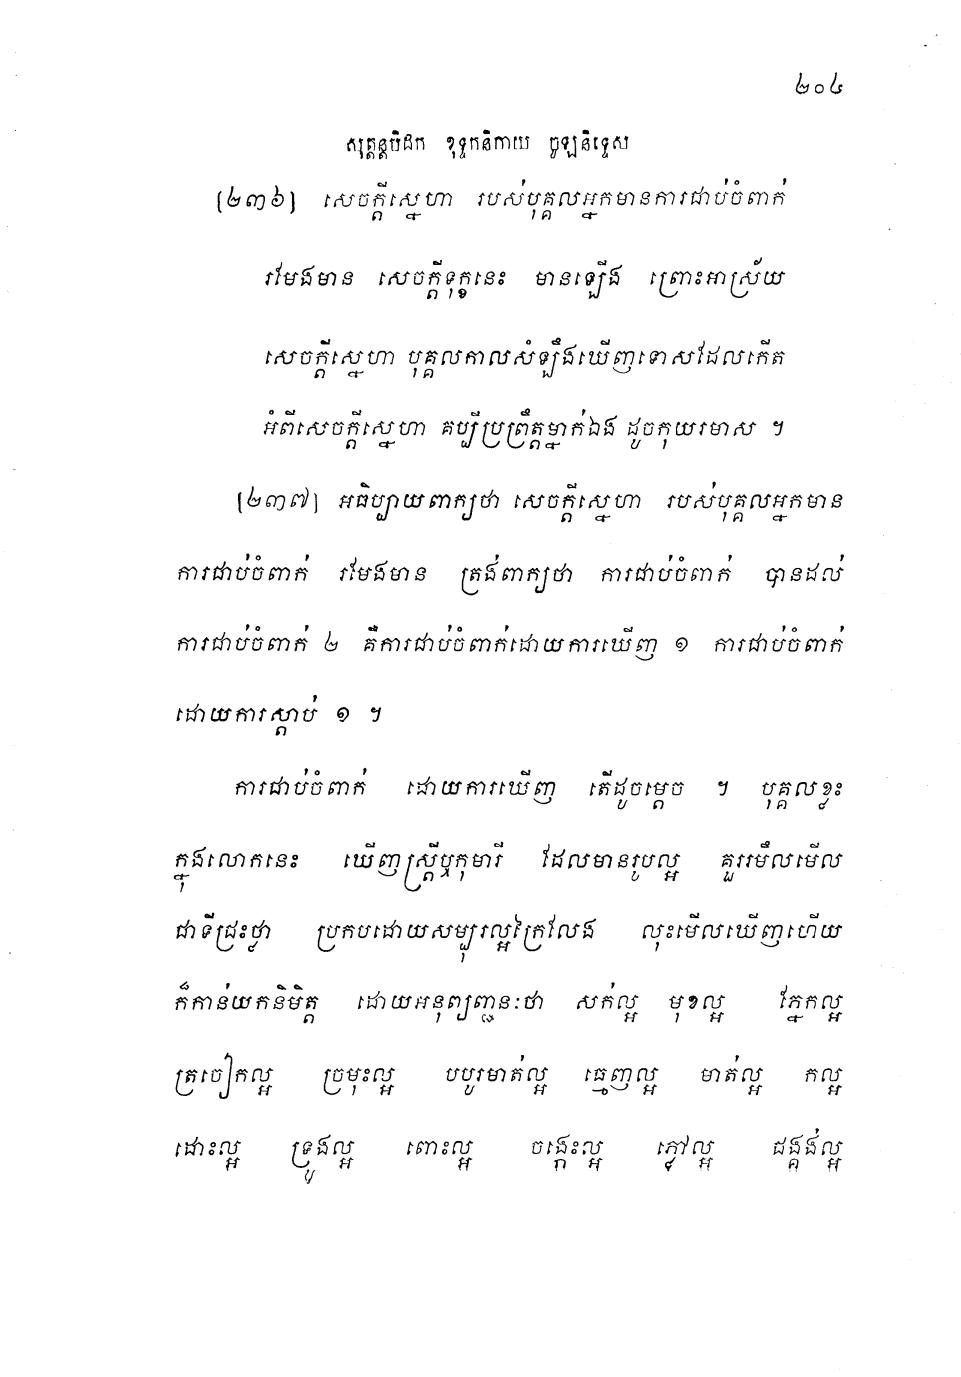 ២០៤
សុត្តន្តបិដក ខុទ្ទកនិកាយ ចូឡនិទ្ទេស
[២៣៦] សេចក្តីស្នេហា របស់បុគ្គលអ្នកមានការជាប់ចំពាក់
រមែងមាន សេចក្តីទុក្ខនេះ មានឡើង ព្រោះអាស្រ័យ
សេចក្តីស្នេហា បុគ្គលកាលសំឡឹងឃើញទោសដែលកើត
អំពីសេចក្តីស្នេហា គប្បីប្រព្រឹត្តម្នាក់ឯង ដូចកុយរមាស ។
[២៣៧] អធិប្បាយពាក្យថា សេចក្តីស្នេហា របស់បុគ្គលអ្នកមាន
ការជាប់ចំពាក់ រមែងមាន ត្រង់ពាក្យថា ការជាប់ចំពាក់ បានដល់
ការជាប់ចំពាក់ ២ គឺការជាប់ចំពាក់ដោយការឃើញ ១ ការជាប់ចំពាក់
ដោយការស្តាប់ ១ ។
ការជាប់ចំពាក់ ដោយការឃើញ តើដូចម្តេច ។ បុគ្គលខ្លះ
ក្នុងលោកនេះ ឃើញស្ត្រីឬកុមារី ដែលមានរូបល្អ គួររមឹលមើល
ជាទីជ្រះថ្លា ប្រកបដោយសម្បុរល្អក្រៃលែង លុះមើលឃើញហើយ
ក៏កាន់យកនិមិត្ត ដោយអនុព្យញ្ជនៈថា សក់ល្អ មុខល្អ ភ្នែកល្អ
ត្រចៀកល្អ ច្រមុះល្អ បបូរមាត់ល្អ ធ្មេញល្អ មាត់ល្អ កល្អ
ដោះល្អ ទ្រូងល្អ ពោះល្អ ចង្កេះល្អ ភ្លៅល្អ ដង្គង់ល្អ